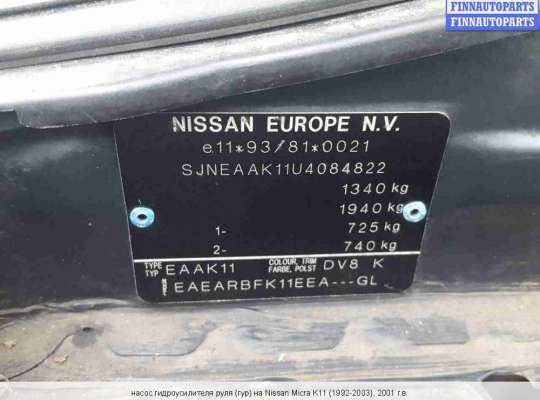 FINNAUTOPARTS
FINNAUTOPARTS
NISSAN EUROPE N.V.
e.11*93/81*0021
SJNEAAK11U4084822
1340 kg
1940 kg
1- 725 kg
2- 740 kg
TYPE TYP EAAK11 COLOUR, TRIM FARBE, POLST DV8 K
EAEARBFK11EEA---GL
насос гидроусилителя руля (гур) на Nissan Micra K11 (1992-2003), 2001 г.в.